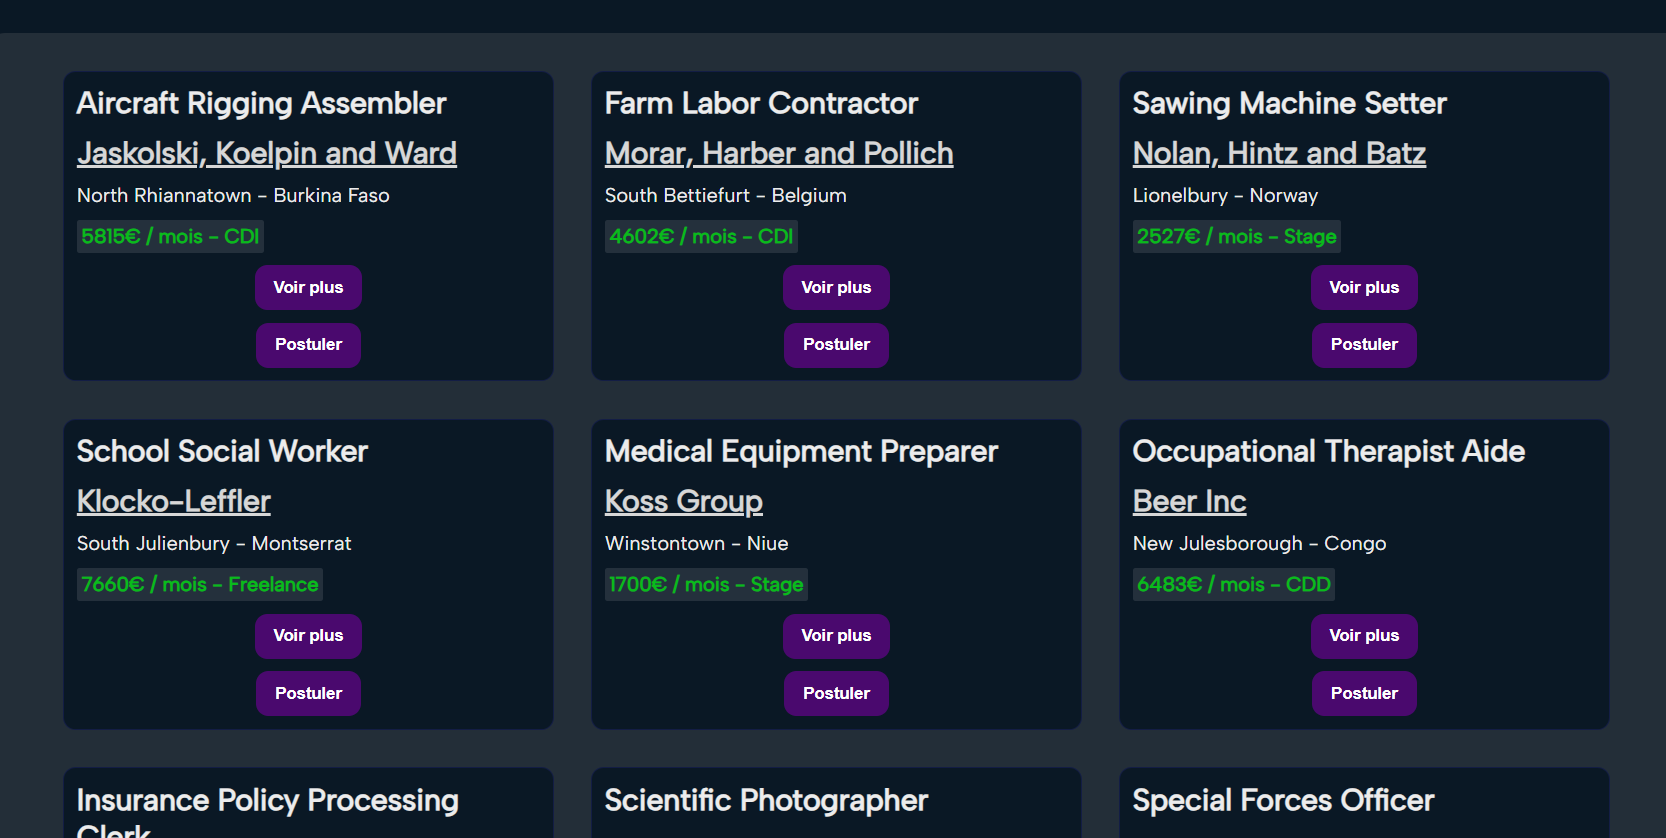 Aircraft Rigging Assembler
Jaskolski, Koelpin and Ward
North Rhiannatown - Burkina Faso
5815€ / mois - CDI
Voir plus
Postuler
Farm Labor Contractor
Morar, Harber and Pollich
South Bettiefurt - Belgium
4602€ / mois - CDI
Voir plus
Postuler
Sawing Machine Setter
Nolan, Hintz and Batz
Lionelbury - Norway
2527€ / mois - Stage
Voir plus
Postuler
School Social Worker
Klocko-Leffler
South Julienbury - Montserrat
7660€ / mois - Freelance
Voir plus
Postuler
Medical Equipment Preparer
Koss Group
Winstontown - Niue
1700€ / mois - Stage
Voir plus
Postuler
Occupational Therapist Aide
Beer Inc
New Julesborough - Congo
6483€ / mois - CDD
Voir plus
Postuler
Insurance Policy Processing
Clerk
Scientific Photographer
Special Forces Officer